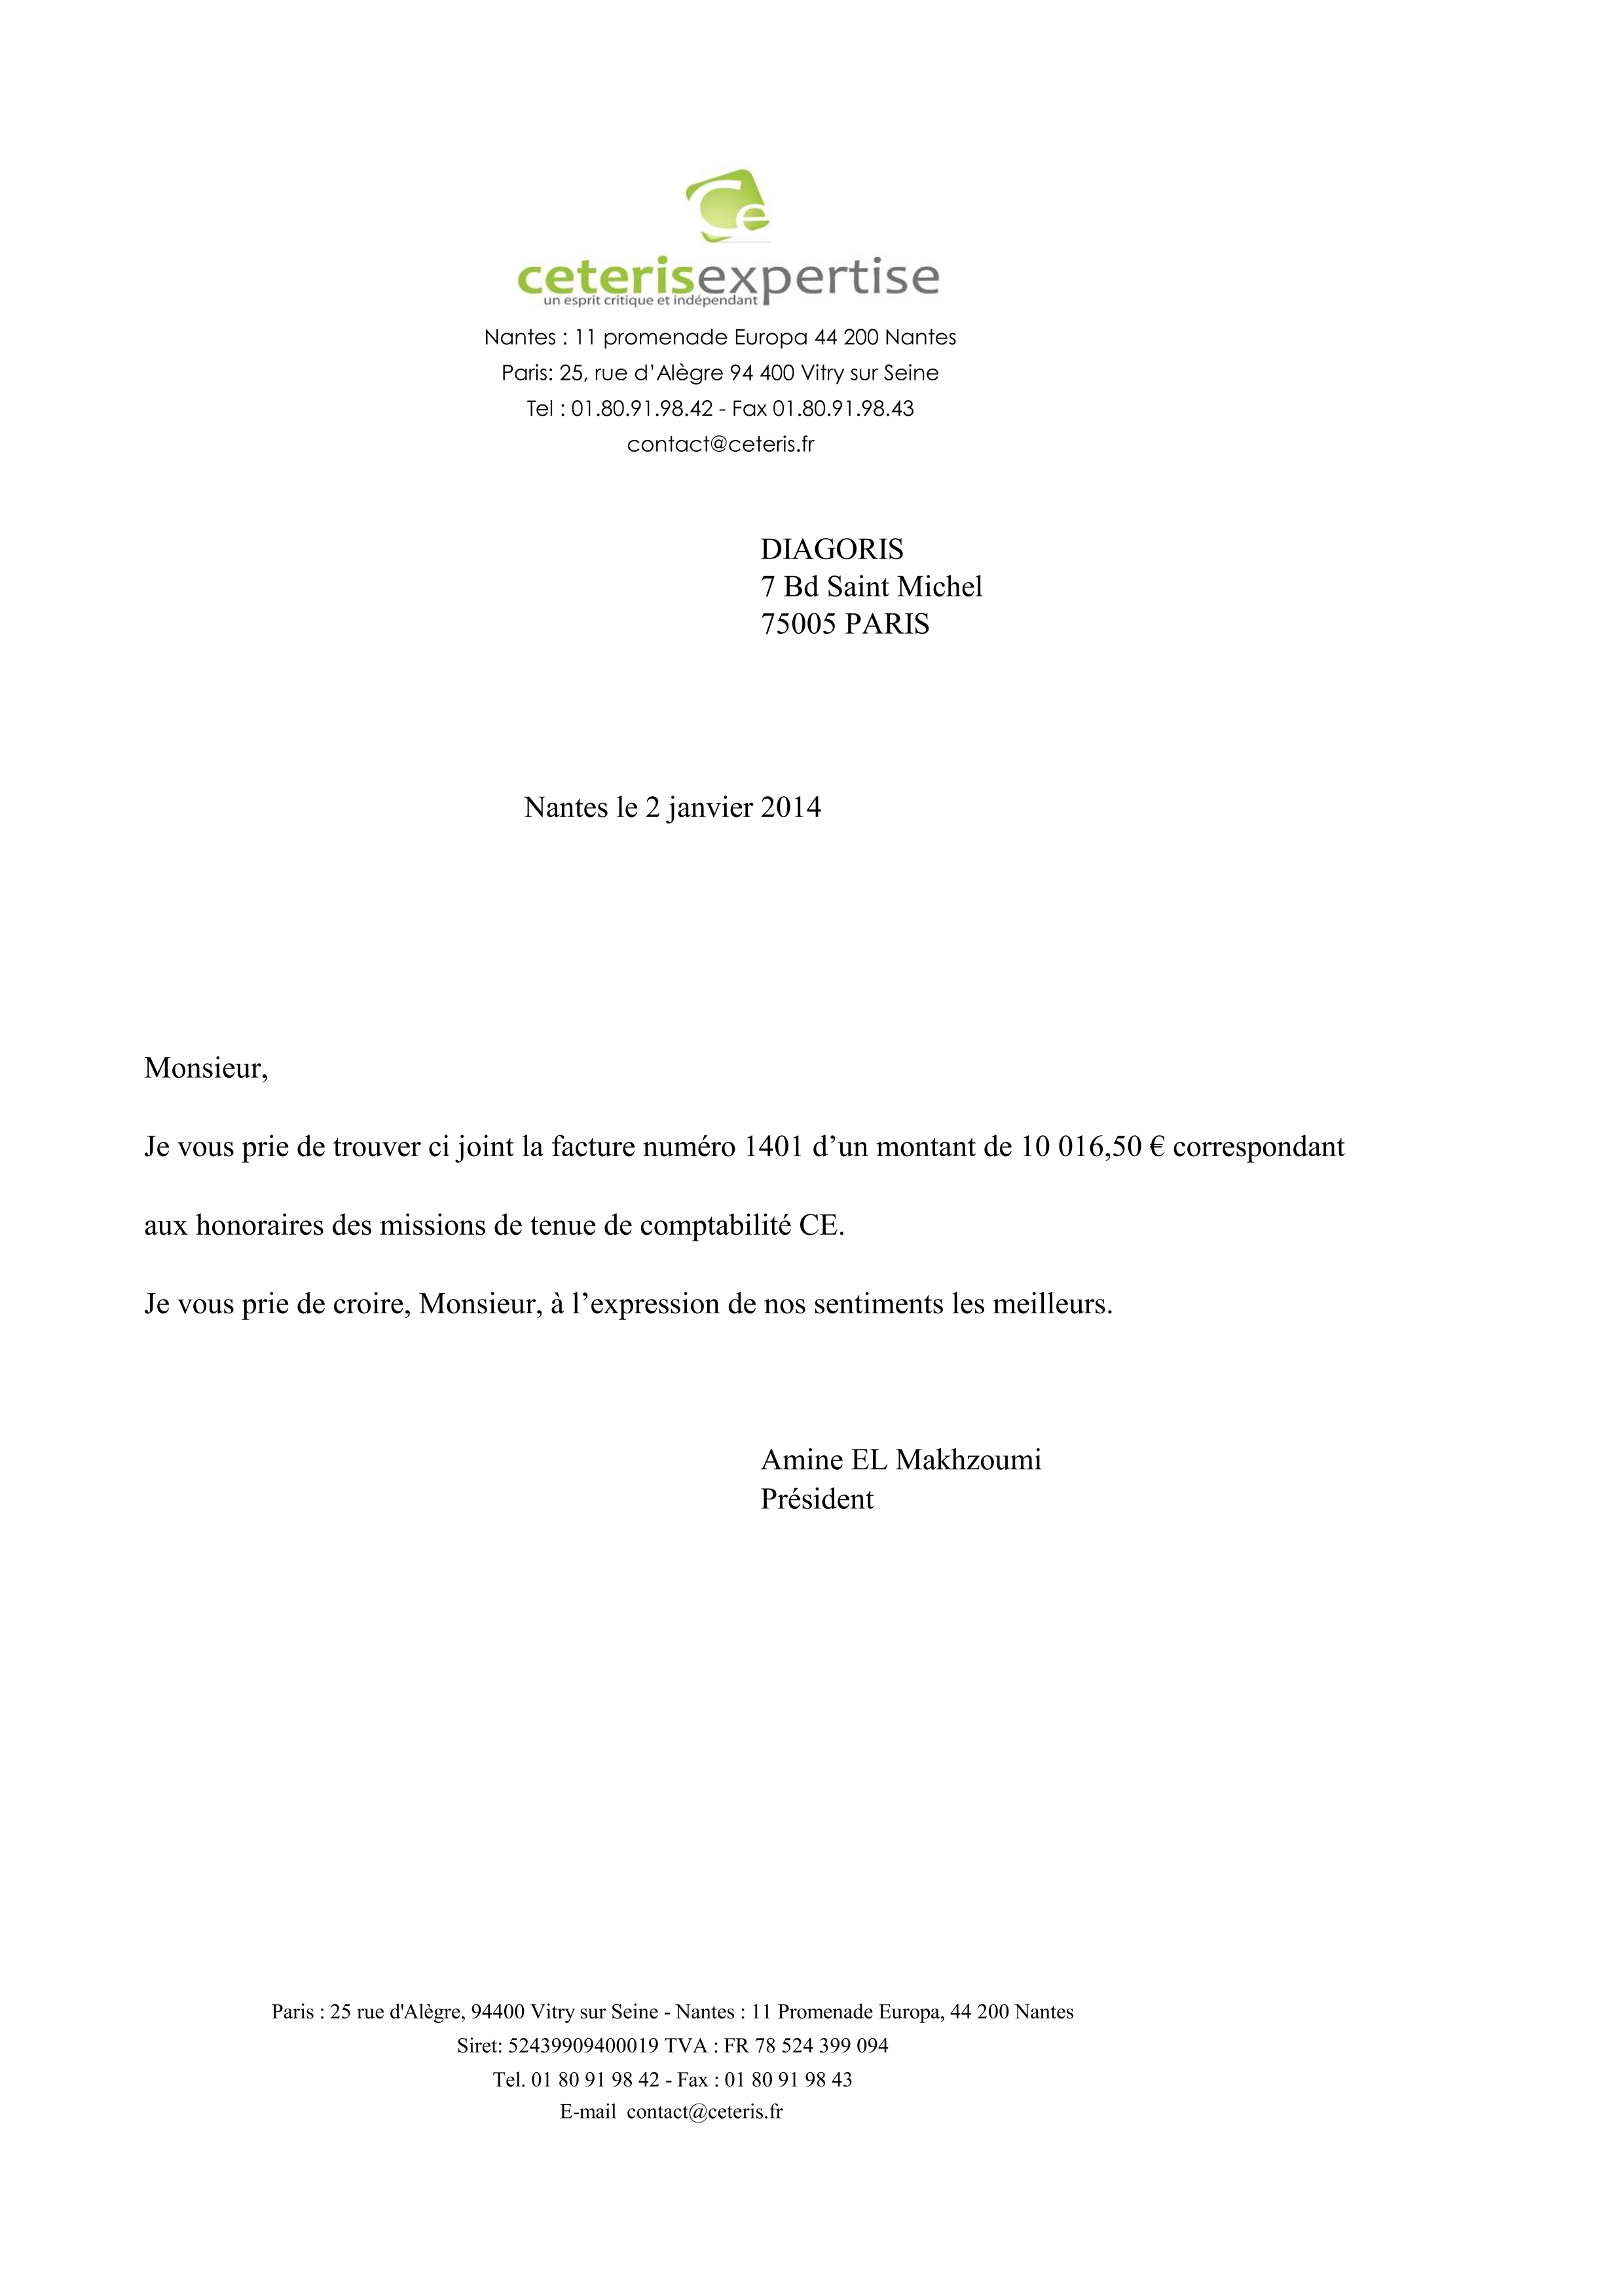 Ce
ceterisexpertise
un esprit critique et indépendant
Nantes : 11 promenade Europa 44 200 Nantes
Paris: 25, rue d’Alègre 94 400 Vitry sur Seine
Tel : 01.80.91.98.42 - Fax 01.80.91.98.43
contact@ceteris.fr
DIAGORIS
7 Bd Saint Michel
75005 PARIS
Nantes le 2 janvier 2014
Monsieur,
Je vous prie de trouver ci joint la facture numéro 1401 d’un montant de 10 016,50 € correspondant
aux honoraires des missions de tenue de comptabilité CE.
Je vous prie de croire, Monsieur, à l’expression de nos sentiments les meilleurs.
Amine EL Makhzoumi
Président
Paris : 25 rue d'Alègre, 94400 Vitry sur Seine - Nantes : 11 Promenade Europa, 44 200 Nantes
Siret: 52439909400019 TVA : FR 78 524 399 094
Tel. 01 80 91 98 42 - Fax : 01 80 91 98 43
E-mail  contact@ceteris.fr